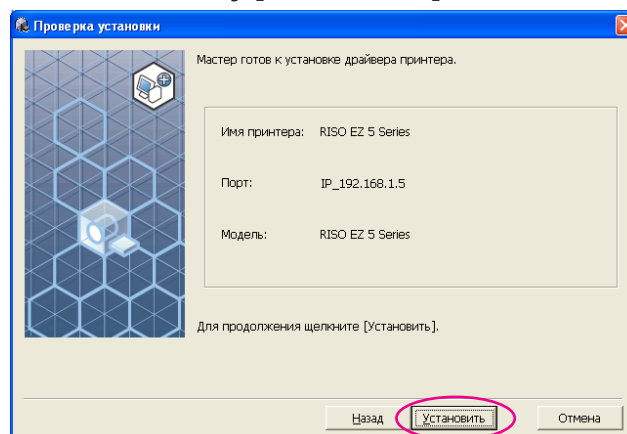 Проверка установки
Мастер готов к установке драйвера принтера.
Имя принтера: RISO EZ 5 Series
Порт: IP_192.168.1.5
Модель: RISO EZ 5 Series
Для продолжения щелкните [Установить].
Назад Установить Отмена